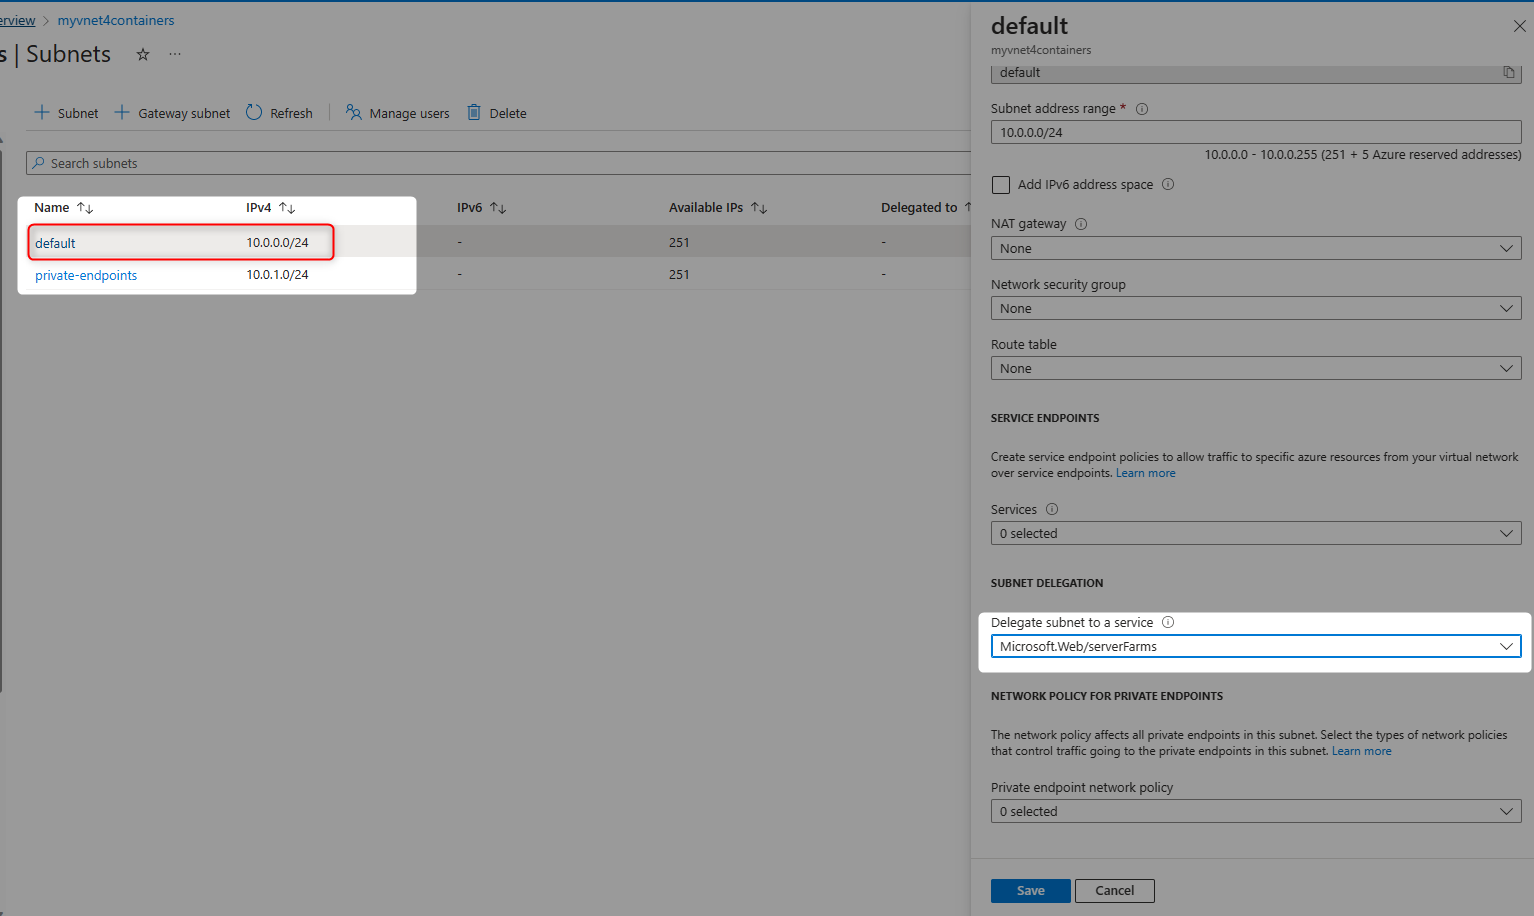 erview > myvnet4containers
s | Subnets ☆ ···
+ Subnet + Gateway subnet Refresh Manage users Delete
Search subnets
Name ↑↓ IPv4 ↑↓ IPv6 ↑↓ Available IPs ↑↓ Delegated to ↑
default 10.0.0.0/24 - 251 -
private-endpoints 10.0.1.0/24 - 251 -
default
myvnet4containers
default
Subnet address range *
10.0.0.0/24
10.0.0.0 - 10.0.0.255 (251 + 5 Azure reserved addresses)
Add IPv6 address space
NAT gateway
None
Network security group
None
Route table
None
SERVICE ENDPOINTS
Create service endpoint policies to allow traffic to specific azure resources from your virtual network
over service endpoints. Learn more
Services
0 selected
SUBNET DELEGATION
Delegate subnet to a service
Microsoft.Web/serverFarms
NETWORK POLICY FOR PRIVATE ENDPOINTS
The network policy affects all private endpoints in this subnet. Select the types of network policies
that control traffic going to the private endpoints in this subnet. Learn more
Private endpoint network policy
0 selected
Save Cancel